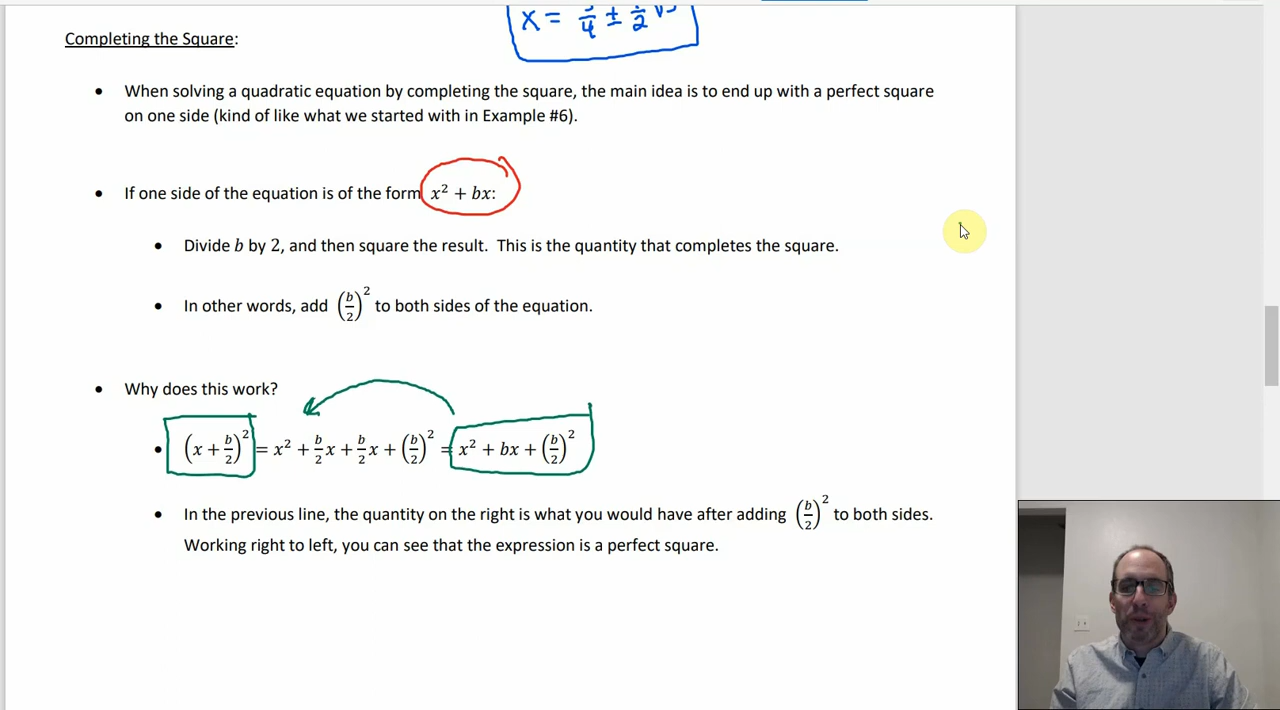 x = 3/4 ± 1/2 √
Completing the Square:
• When solving a quadratic equation by completing the square, the main idea is to end up with a perfect square
on one side (kind of like what we started with in Example #6).
• If one side of the equation is of the form x² + bx:
• Divide b by 2, and then square the result. This is the quantity that completes the square.
• In other words, add (b/2)² to both sides of the equation.
• Why does this work?
• (x + b/2)² = x² + b/2 x + b/2 x + (b/2)² = x² + bx + (b/2)²
• In the previous line, the quantity on the right is what you would have after adding (b/2)² to both sides.
Working right to left, you can see that the expression is a perfect square.